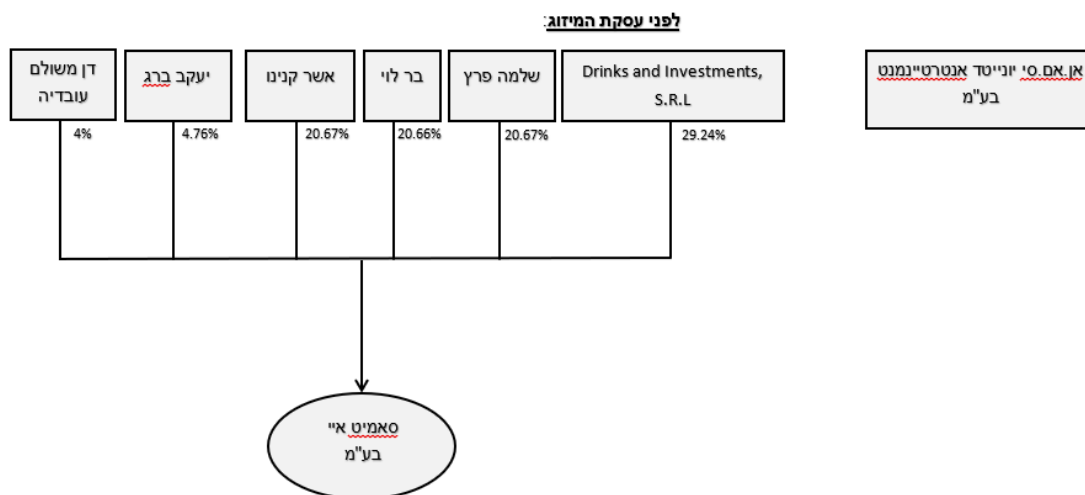 לפני עסקת המיזוג:
אן.אם.סי יונייטד אנטרטיינמנט
בע"מ
Drinks and Investments,
S.R.L
שלמה פרץ
בר לוי
אשר קנינו
יעקב ברג
דן משולם
עובדיה
29.24%
20.67%
20.66%
20.67%
4.76%
4%
סאמיט איי
בע"מ